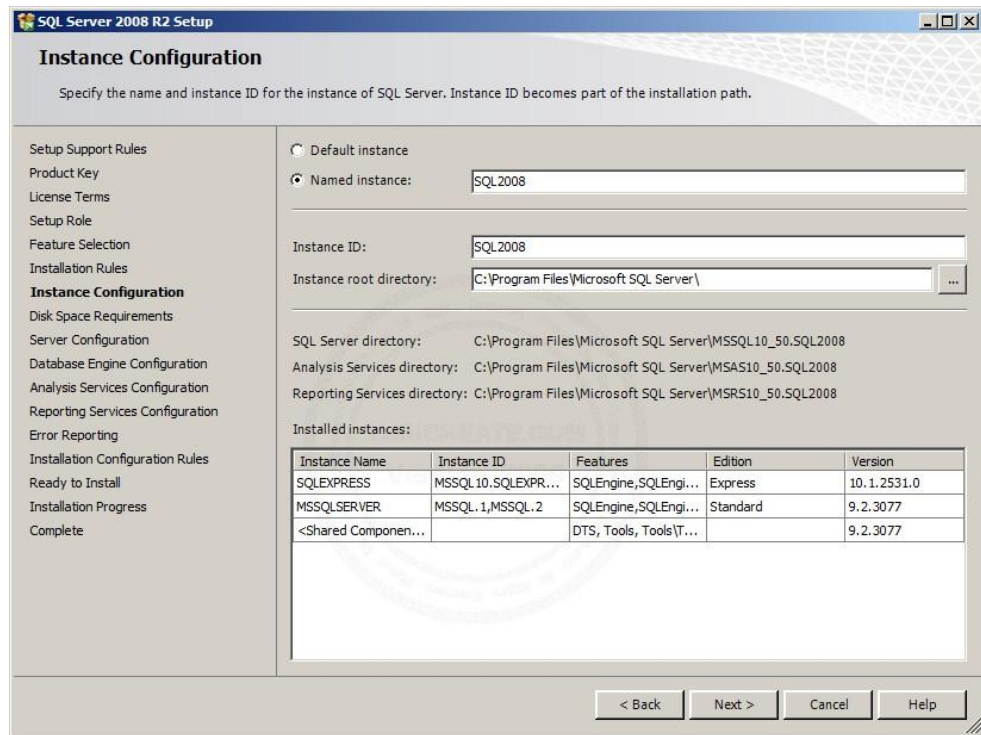 SQL Server 2008 R2 Setup
Instance Configuration
Specify the name and instance ID for the instance of SQL Server. Instance ID becomes part of the installation path.
Setup Support Rules
Product Key
License Terms
Setup Role
Feature Selection
Installation Rules
Instance Configuration
Disk Space Requirements
Server Configuration
Database Engine Configuration
Analysis Services Configuration
Reporting Services Configuration
Error Reporting
Installation Configuration Rules
Ready to Install
Installation Progress
Complete
Default instance
Named instance: SQL2008
Instance ID: SQL2008
Instance root directory: C:\Program Files\Microsoft SQL Server\ ...
SQL Server directory: C:\Program Files\Microsoft SQL Server\MSSQL10_50.SQL2008
Analysis Services directory: C:\Program Files\Microsoft SQL Server\MSAS10_50.SQL2008
Reporting Services directory: C:\Program Files\Microsoft SQL Server\MSRS10_50.SQL2008
Installed instances:
Instance Name Instance ID Features Edition Version
SQLEXPRESS MSSQL10.SQLEXPR... SQLEngine,SQLEngi... Express 10.1.2531.0
MSSQLSERVER MSSQL.1,MSSQL.2 SQLEngine,SQLEngi... Standard 9.2.3077
<Shared Componen... DTS, Tools, Tools\T... 9.2.3077
< Back Next > Cancel Help